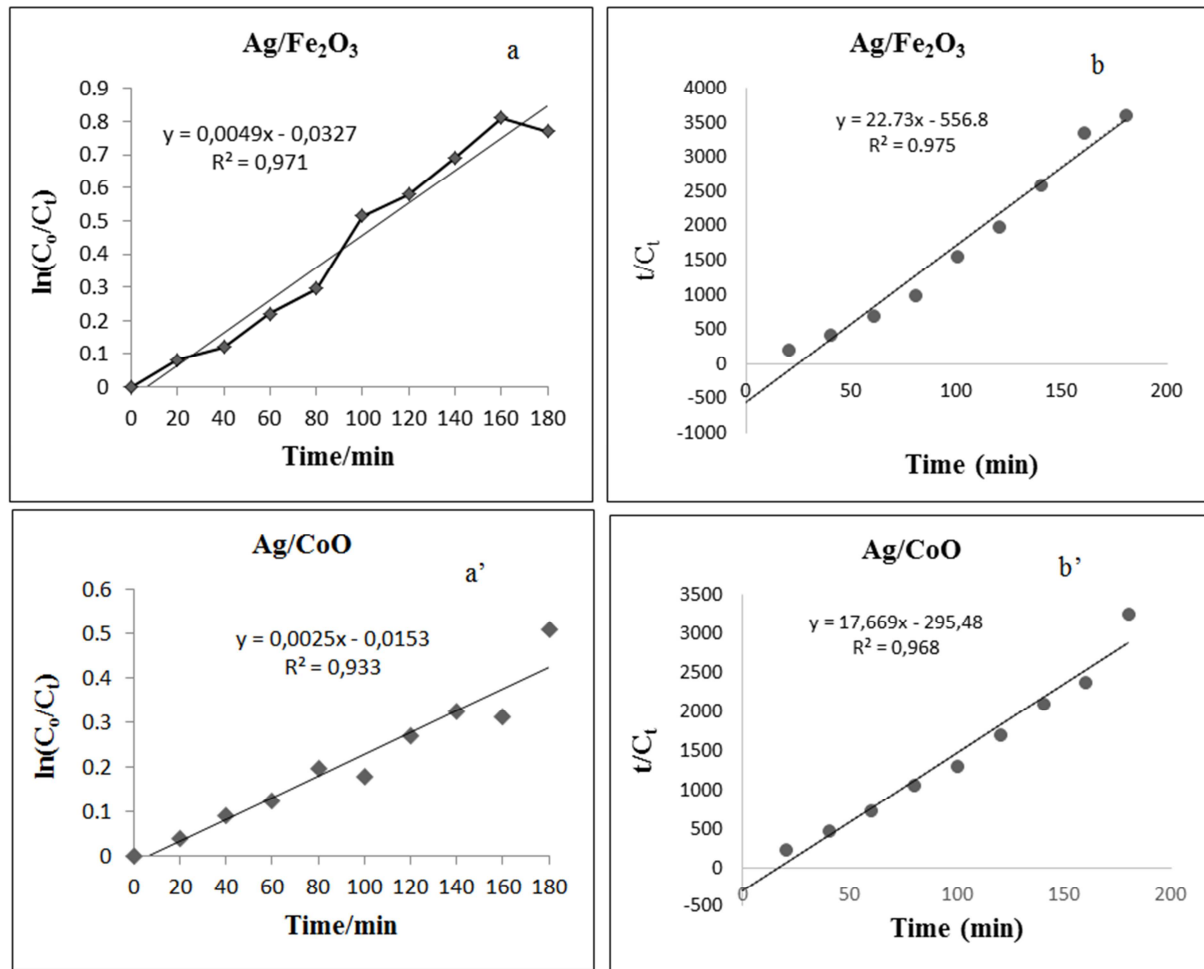 Ag/Fe₂O₃
a
0.9
0.8
0.7
0.6
0.5
0.4
0.3
0.2
0.1
0
y = 0,0049x - 0,0327
R² = 0,971
ln(Cₒ/Cₜ)
0 20 40 60 80 100 120 140 160 180
Time/min
Ag/Fe₂O₃
b
4000
3500
3000
2500
2000
1500
1000
500
0
-500
-1000
y = 22.73x - 556.8
R² = 0.975
t/Cₜ
0 50 100 150 200
Time (min)
Ag/CoO
a’
0.6
0.5
0.4
0.3
0.2
0.1
0
y = 0,0025x - 0,0153
R² = 0,933
ln(Cₒ/Cₜ)
0 20 40 60 80 100 120 140 160 180
Time/min
Ag/CoO
b’
3500
3000
2500
2000
1500
1000
500
0
-500
y = 17,669x - 295,48
R² = 0,968
t/Cₜ
0 50 100 150 200
Time (min)